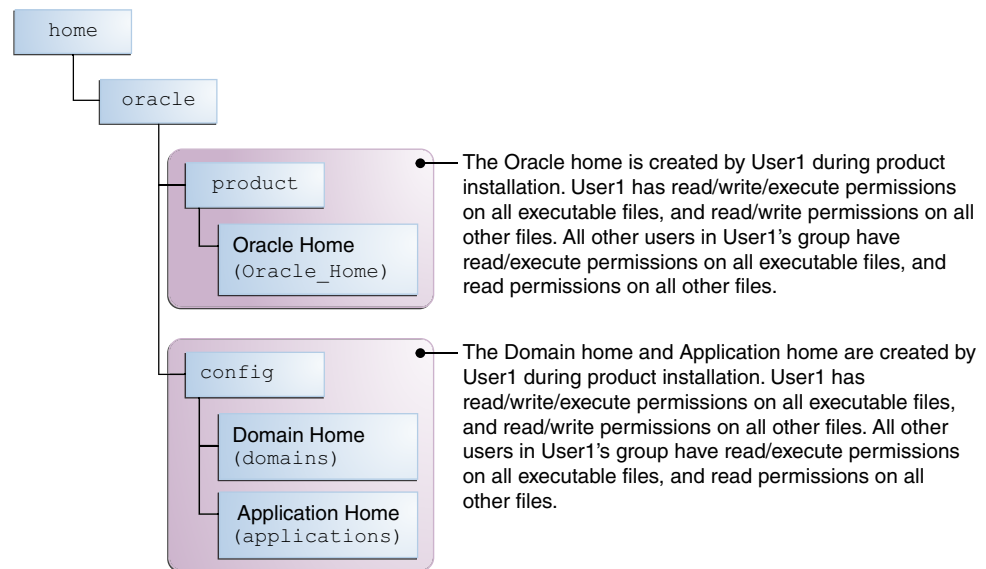 home
oracle
product
Oracle Home
(Oracle_Home)
The Oracle home is created by User1 during product
installation. User1 has read/write/execute permissions
on all executable files, and read/write permissions on all
other files. All other users in User1's group have
read/execute permissions on all executable files, and
read permissions on all other files.
config
Domain Home
(domains)
Application Home
(applications)
The Domain home and Application home are created by
User1 during product installation. User1 has
read/write/execute permissions on all executable files,
and read/write permissions on all other files. All other
users in User1's group have read/execute permissions
on all executable files, and read permissions on all
other files.